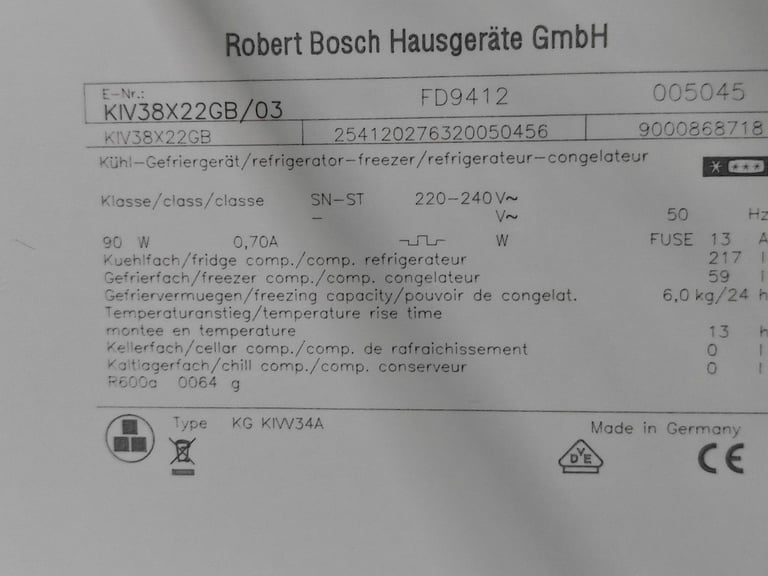 Robert Bosch Hausgeräte GmbH
E-Nr.: KIV38X22GB/03 FD9412 005045
KIV38X22GB 254120276320050456 9000868718
Kühl-Gefriergerät/refrigerator-freezer/refrigerateur-congelateur
Klasse/class/classe SN-ST 220-240V~
- V~ 50 Hz
90 W 0,70A W FUSE 13 A
Kuehlfach/fridge comp./comp. refrigerateur 217 l
Gefrierfach/freezer comp./comp. congelateur 59 l
Gefriervermuegen/freezing capacity/pouvoir de congelat. 6,0 kg/24 h
Temperaturanstieg/temperature rise time
montee en temperature 13 h
Kellerfach/cellar comp./comp. de rafraichissement 0 l
Kaltlagerfach/chill comp./comp. conserveur 0 l
R600a 0064 g
Type KG KIVV34A Made in Germany
VDE CE